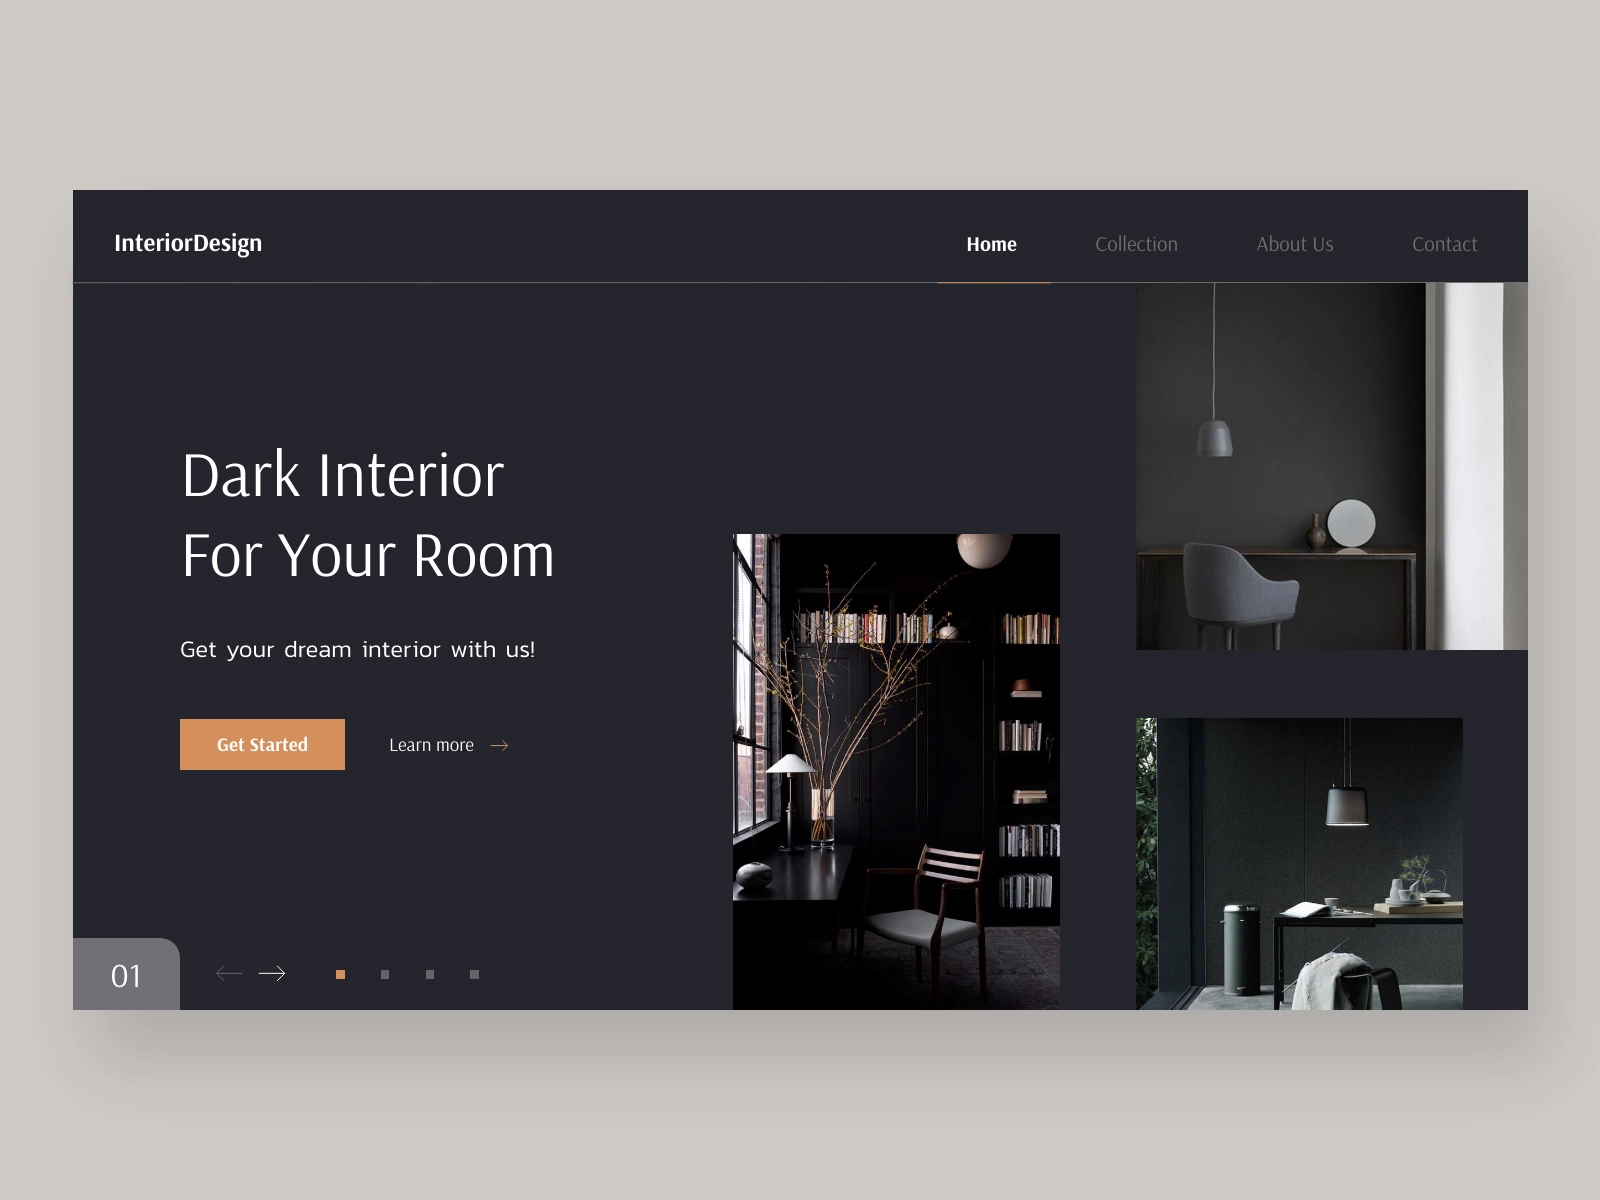 InteriorDesign
Home
Collection
About Us
Contact
Dark Interior
For Your Room
Get your dream interior with us!
Get Started
Learn more
01